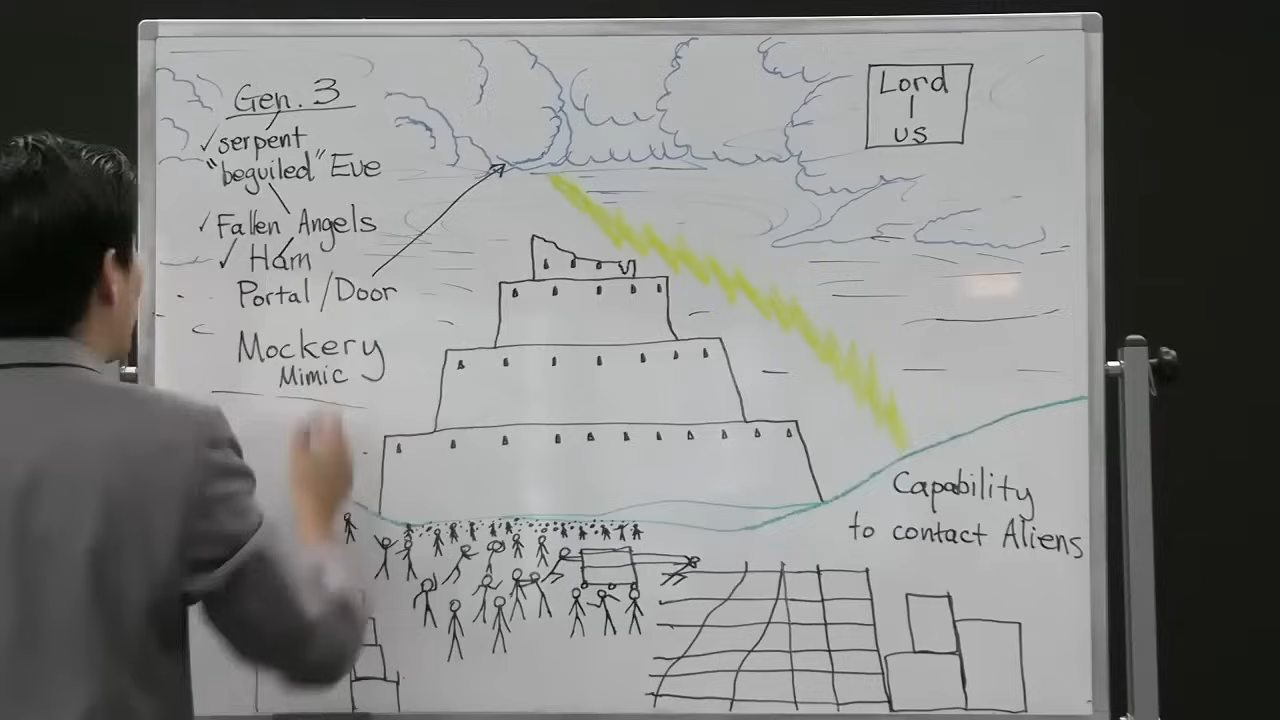 Gen. 3
✓serpent
"beguiled" Eve
✓Fallen Angels
✓ Ham
Portal/Door
Mockery
Mimic
Lord
us
Capability
to contact Aliens